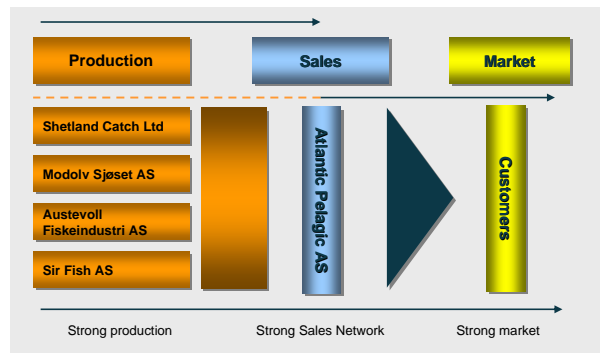 Production
Sales
Market
Shetland Catch Ltd
Modolv Sjøset AS
Austevoll
Fiskeindustri AS
Sir Fish AS
Atlantic Pelagic AS
Customers
Strong production
Strong Sales Network
Strong market